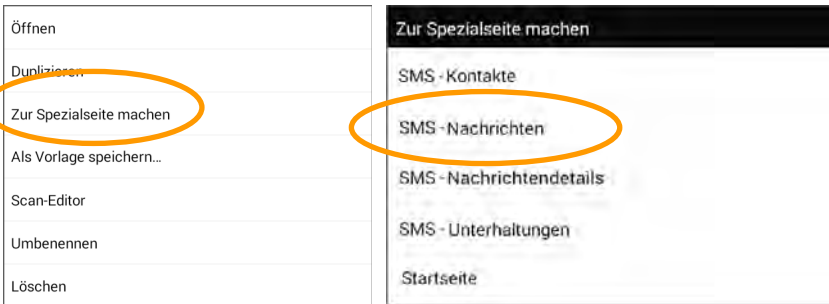 Öffnen
Duplizieren
Zur Spezialseite machen
Als Vorlage speichern…
Scan-Editor
Umbenennen
Löschen
Zur Spezialseite machen
SMS - Kontakte
SMS - Nachrichten
SMS - Nachrichtendetails
SMS - Unterhaltungen
Startseite